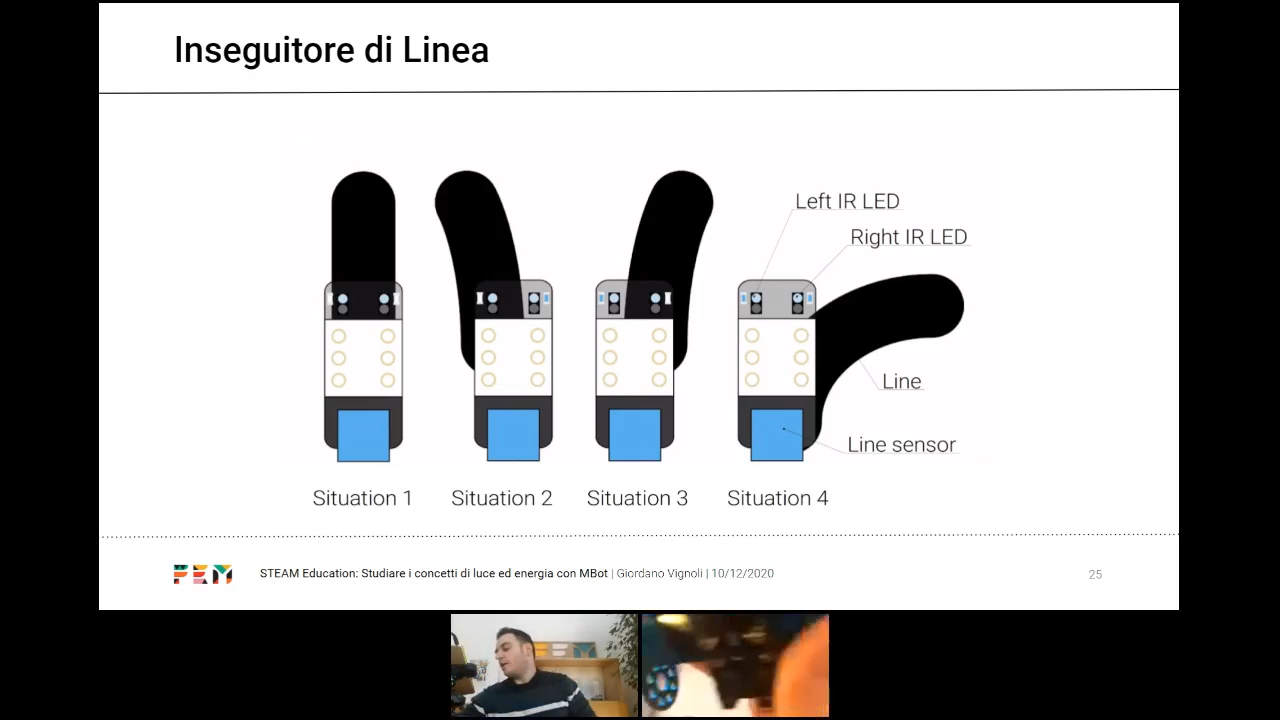 Inseguitore di Linea
Left IR LED
Right IR LED
Line
Line sensor
Situation 1
Situation 2
Situation 3
Situation 4
FEM
STEAM Education: Studiare i concetti di luce ed energia con MBot | Giordano Vignoli | 10/12/2020
25